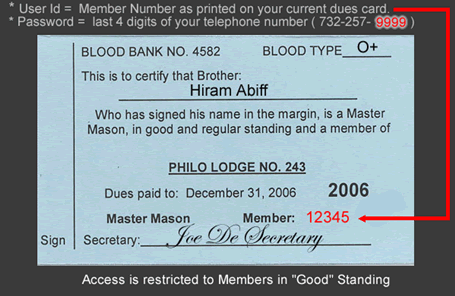 * User Id = Member Number as printed on your current dues card.
* Password = last 4 digits of your telephone number ( 732-257- 9999 )
BLOOD BANK NO. 4582 BLOOD TYPE O+
This is to certify that Brother:
Hiram Abiff
Who has signed his name in the margin, is a Master
Mason, in good and regular standing and a member of
PHILO LODGE NO. 243
Dues paid to: December 31, 2006 2006
Master Mason Member: 12345
Sign Secretary: Joe De Secretary
Access is restricted to Members in "Good" Standing